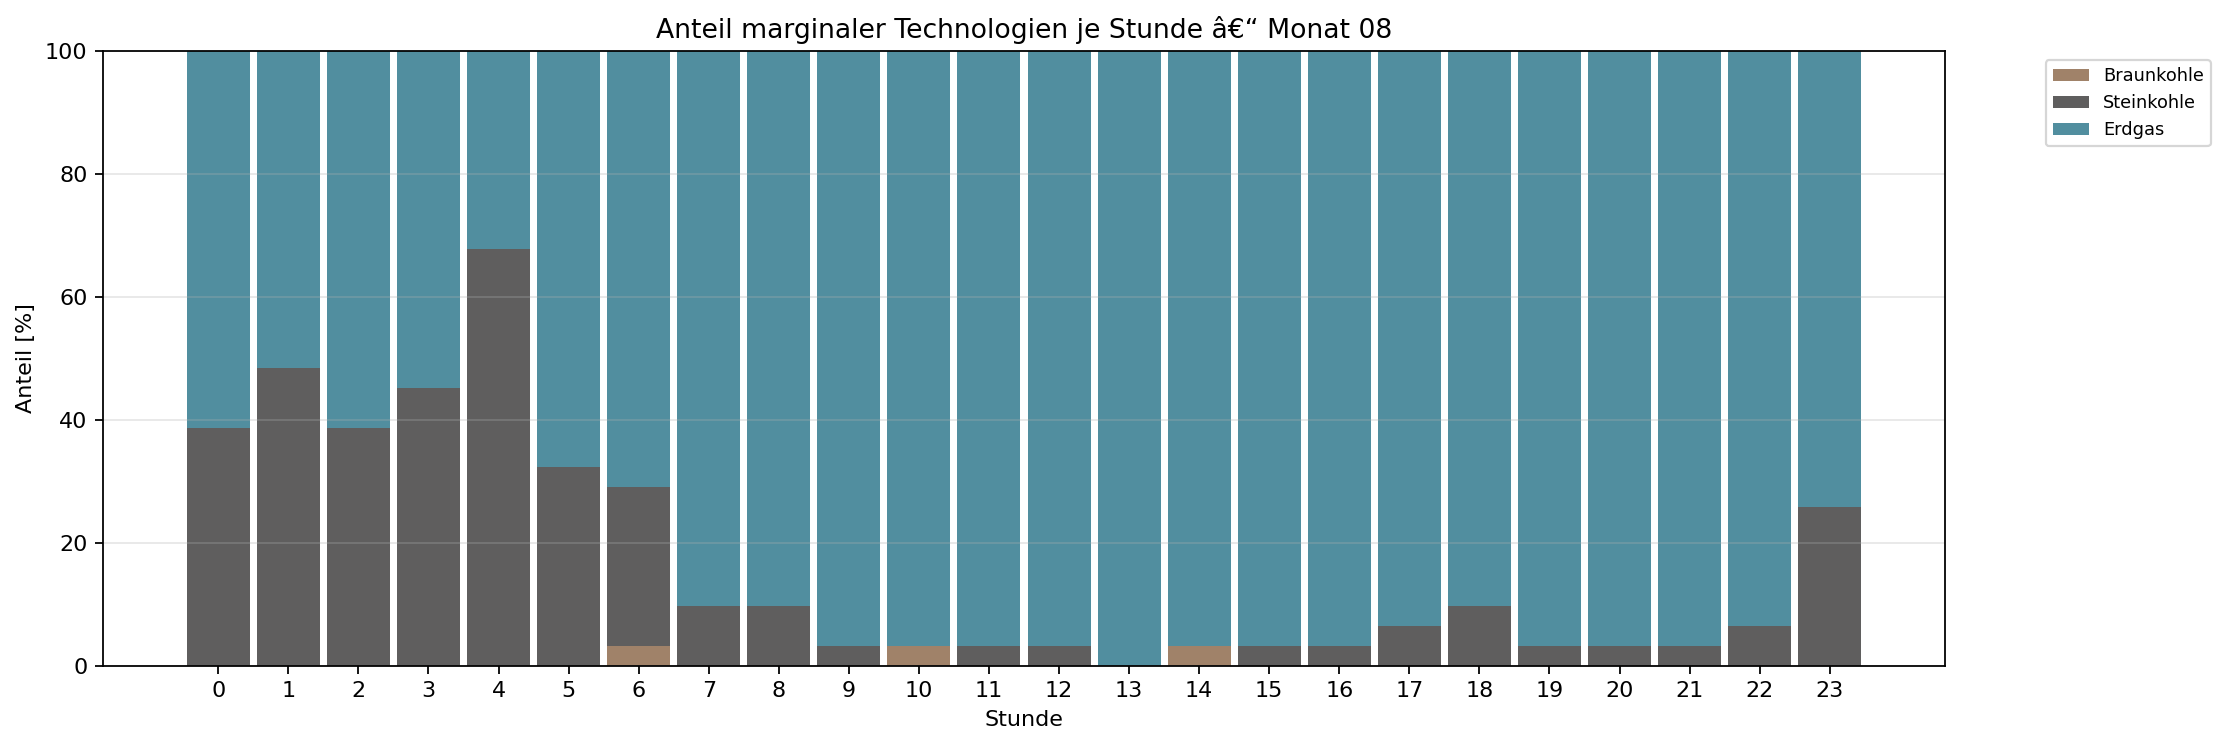 Anteil marginaler Technologien je Stunde â€“ Monat 08
Anteil [%]
100
80
60
40
20
0
0 1 2 3 4 5 6 7 8 9 10 11 12 13 14 15 16 17 18 19 20 21 22 23
Stunde
Braunkohle
Steinkohle
Erdgas